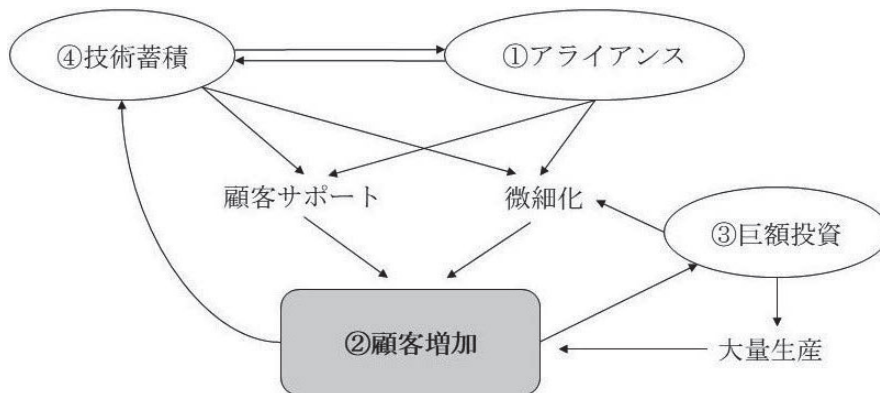 ④技術蓄積
①アライアンス
顧客サポート
微細化
③巨額投資
②顧客増加
大量生産